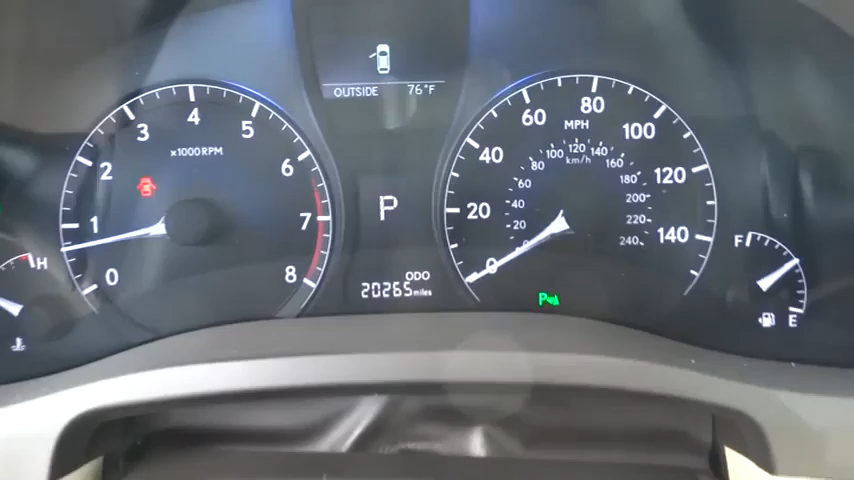 OUTSIDE 76°F
0 1 2 3 4 5 6 7 8
x1000RPM
P
ODO
20265 miles
0 20 40 60 80 100 120 140
MPH
km/h
20 40 60 80 100 120 140 160 180 200 220 240
P
H
F
E